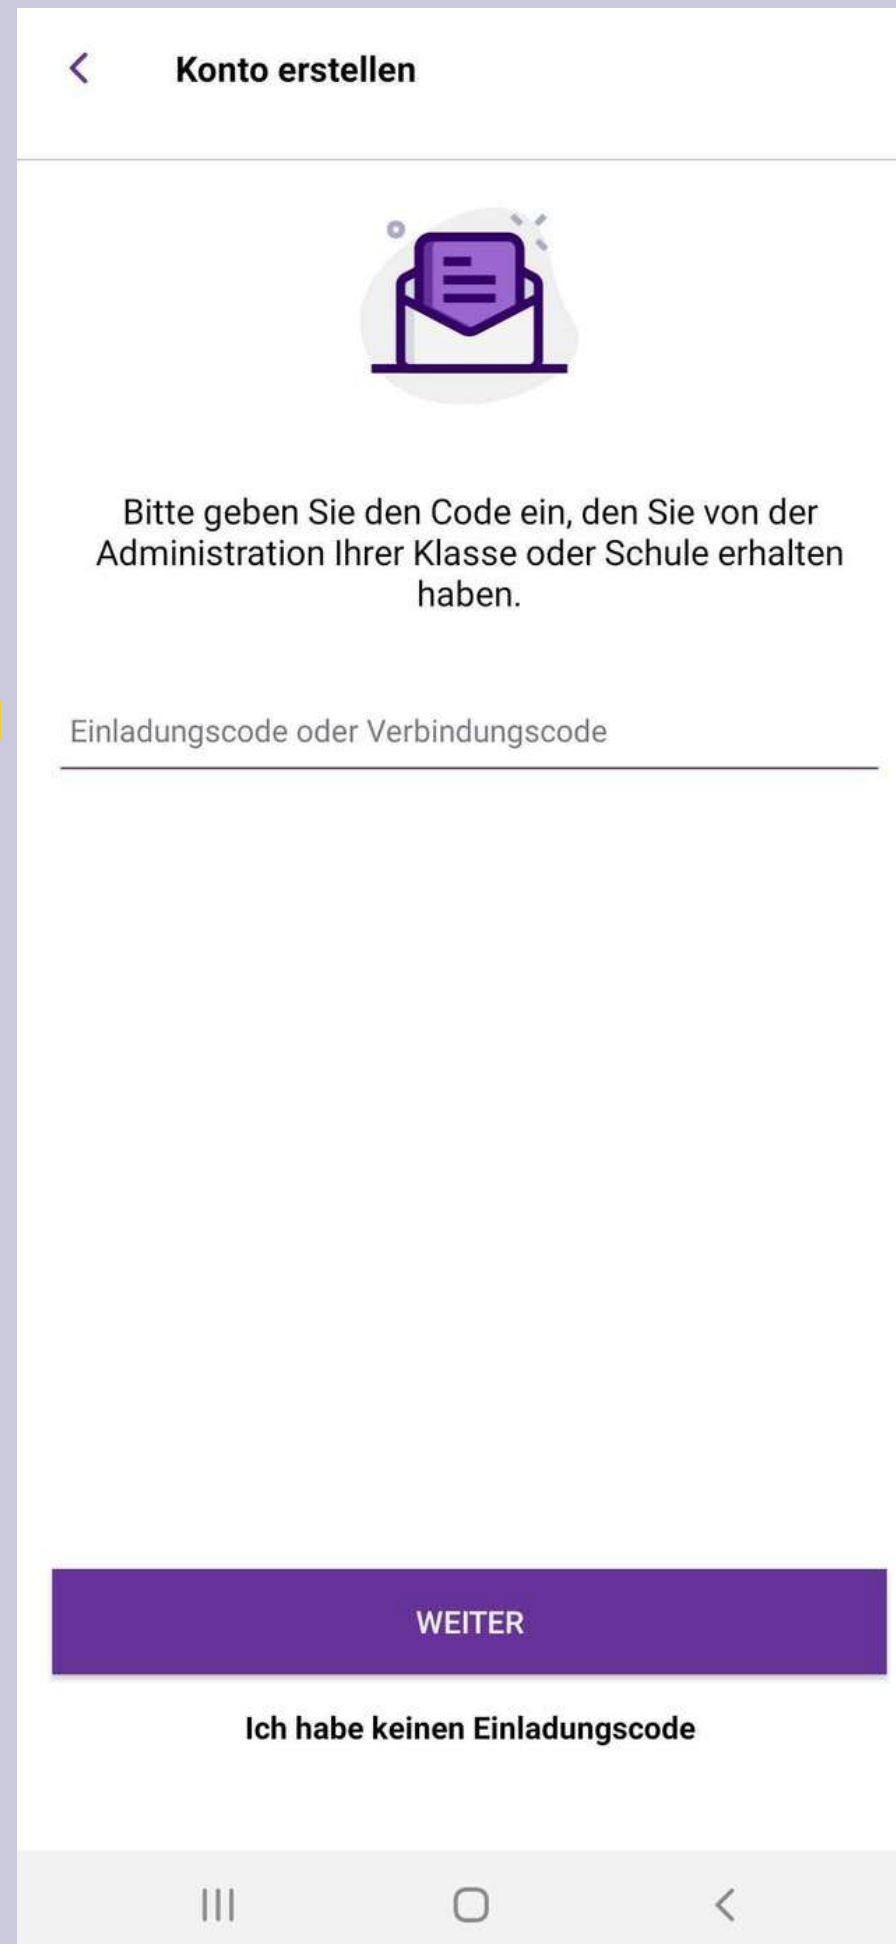 Konto erstellen
Bitte geben Sie den Code ein, den Sie von der
Administration Ihrer Klasse oder Schule erhalten
haben.
Einladungscode oder Verbindungscode
WEITER
Ich habe keinen Einladungscode